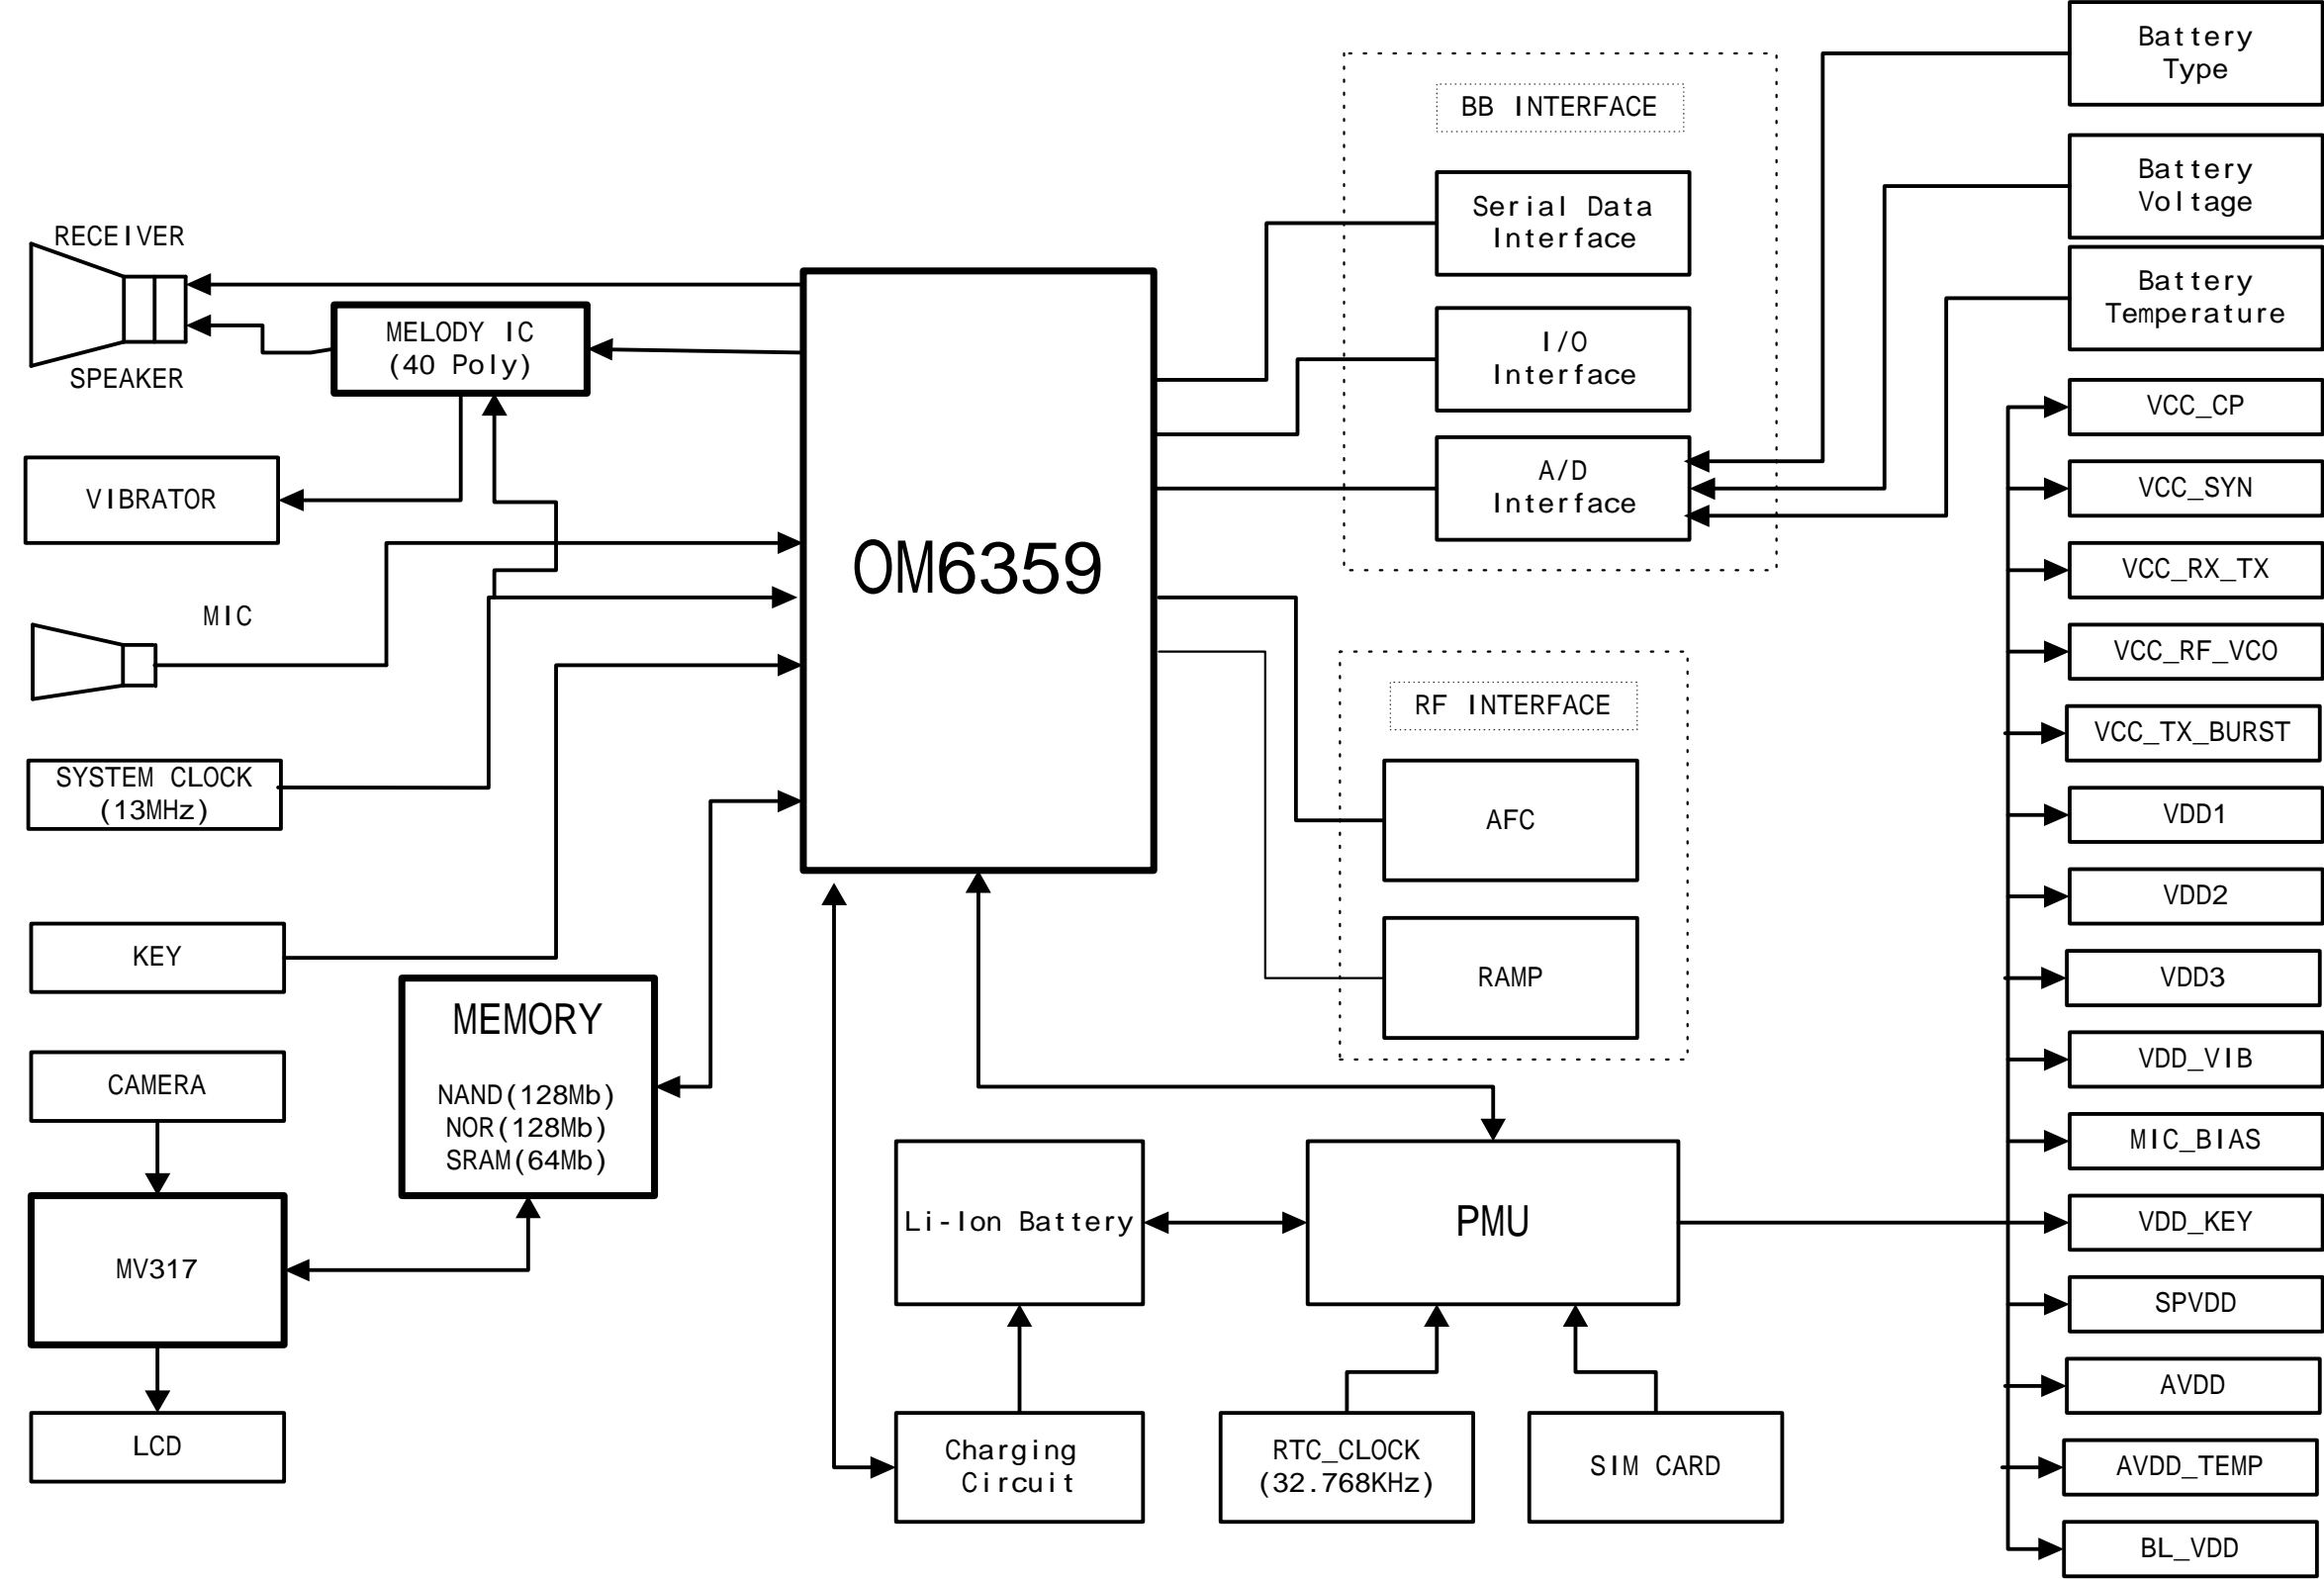 RECEIVER
SPEAKER
MELODY IC
(40 Poly)
VIBRATOR
MIC
SYSTEM CLOCK
(13MHz)
KEY
MEMORY
NAND(128Mb)
NOR(128Mb)
SRAM(64Mb)
CAMERA
MV317
LCD
OM6359
BB INTERFACE
Serial Data
Interface
I/O
Interface
A/D
Interface
RF INTERFACE
AFC
RAMP
Li-Ion Battery
PMU
Charging
Circuit
RTC_CLOCK
(32.768KHz)
SIM CARD
Battery
Type
Battery
Voltage
Battery
Temperature
VCC_CP
VCC_SYN
VCC_RX_TX
VCC_RF_VCO
VCC_TX_BURST
VDD1
VDD2
VDD3
VDD_VIB
MIC_BIAS
VDD_KEY
SPVDD
AVDD
AVDD_TEMP
BL_VDD